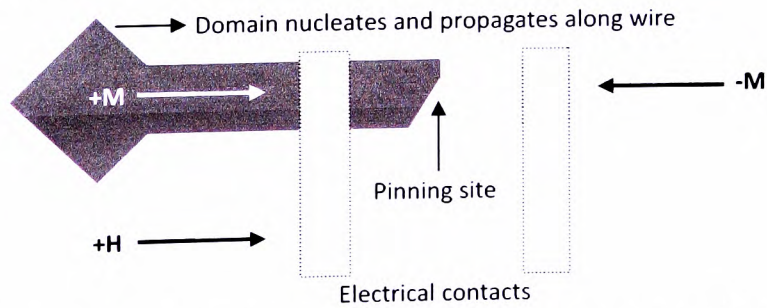 Domain nucleates and propagates along wire
+M
-M
Pinning site
+H
Electrical contacts